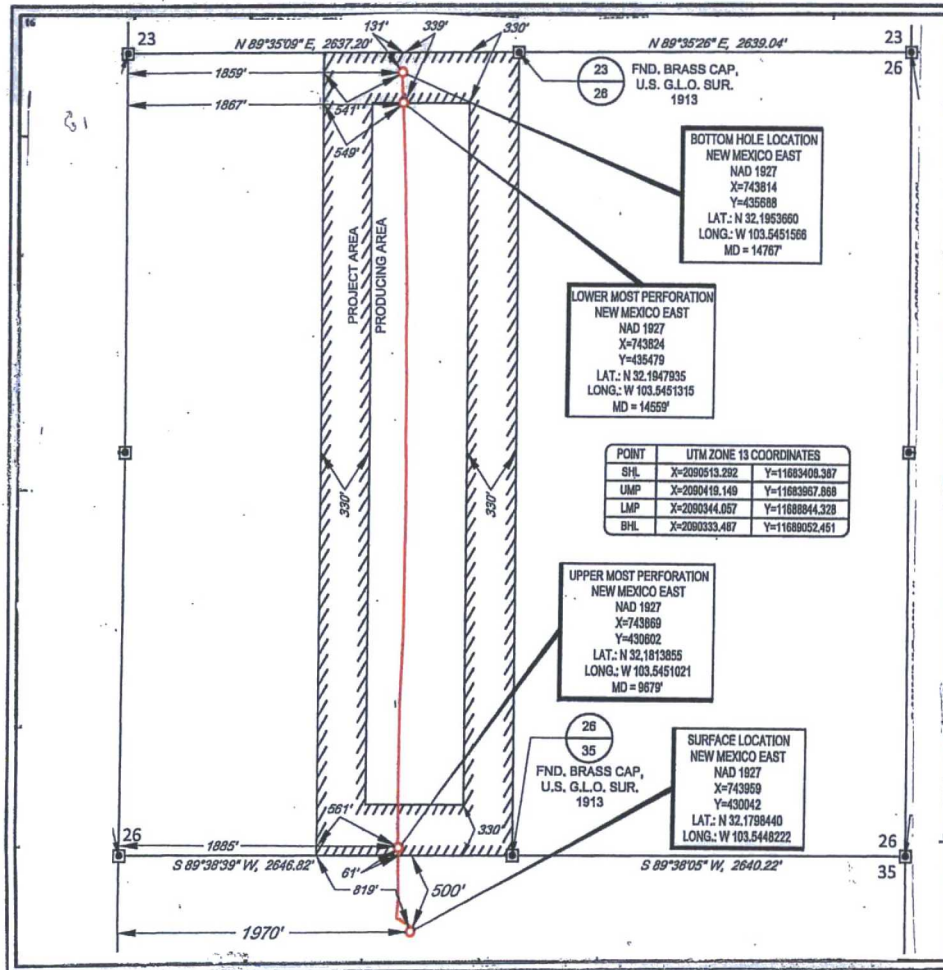 16
23
N 89°35'09" E, 2637.20'
131'
339'
330'
N 89°35'26" E, 2639.04'
23
26
1859'
1867'
541'
549'
23
26
FND. BRASS CAP,
U.S. G.L.O. SUR.
1913
BOTTOM HOLE LOCATION
NEW MEXICO EAST
NAD 1927
X=743814
Y=435688
LAT.: N 32.1953660
LONG.: W 103.5451566
MD = 14767'
PROJECT AREA
PRODUCING AREA
LOWER MOST PERFORATION
NEW MEXICO EAST
NAD 1927
X=743824
Y=435479
LAT.: N 32.1947935
LONG.: W 103.5451315
MD = 14559'
330'
330'
POINT UTM ZONE 13 COORDINATES
SHL X=2090513.292 Y=11683408.387
UMP X=2090419.149 Y=11683967.868
LMP X=2090344.057 Y=11688844.328
BHL X=2090333.487 Y=11689052.451
UPPER MOST PERFORATION
NEW MEXICO EAST
NAD 1927
X=743869
Y=430602
LAT.: N 32.1813855
LONG.: W 103.5451021
MD = 9679'
26
35
FND. BRASS CAP,
U.S. G.L.O. SUR.
1913
SURFACE LOCATION
NEW MEXICO EAST
NAD 1927
X=743959
Y=430042
LAT.: N 32.1798440
LONG.: W 103.5448222
561'
330'
26
1885'
S 89°38'39" W, 2646.82'
61'
819'
500'
S 89°38'05" W, 2640.22'
26
35
1970'